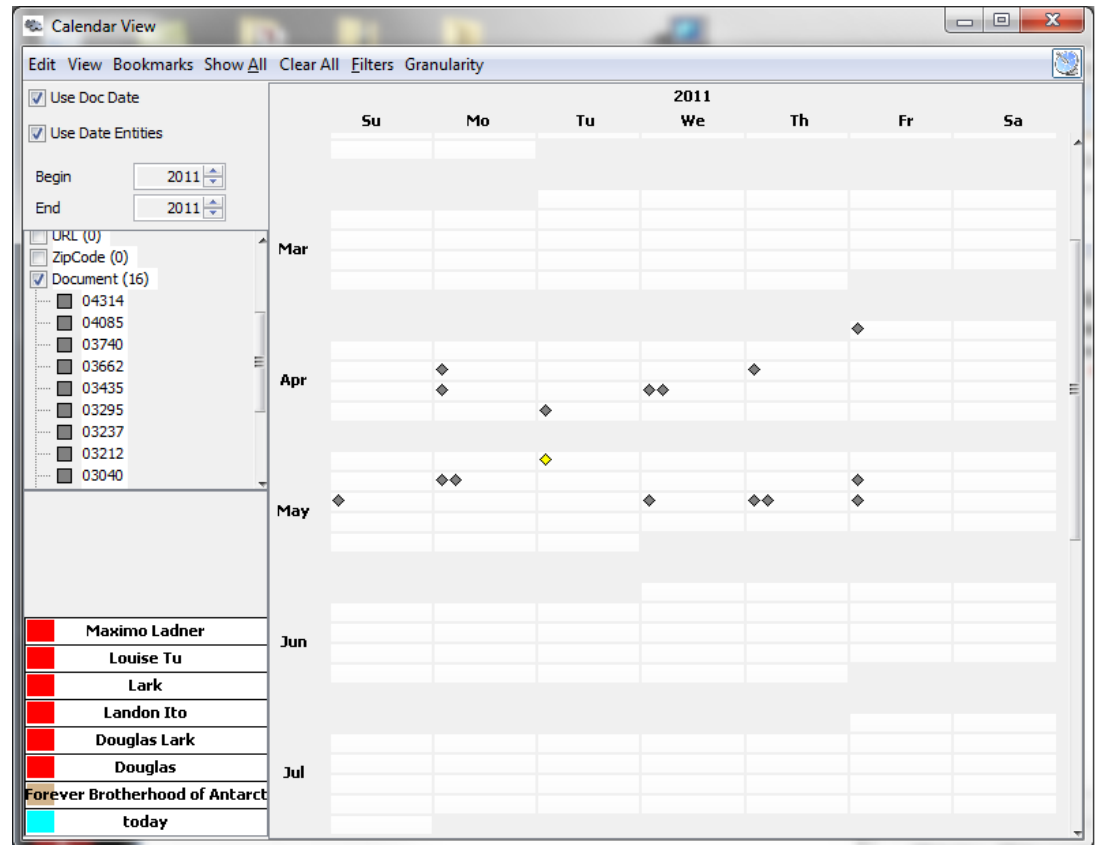 Calendar View
Edit View Bookmarks Show All Clear All Filters Granularity
Use Doc Date
Use Date Entities
Begin 2011
End 2011
URL (0)
ZipCode (0)
Document (16)
04314
04085
03740
03662
03435
03295
03237
03212
03040
Maximo Ladner
Louise Tu
Lark
Landon Ito
Douglas Lark
Douglas
Forever Brotherhood of Antarct
today
2011
Su Mo Tu We Th Fr Sa
Mar
Apr
May
Jun
Jul